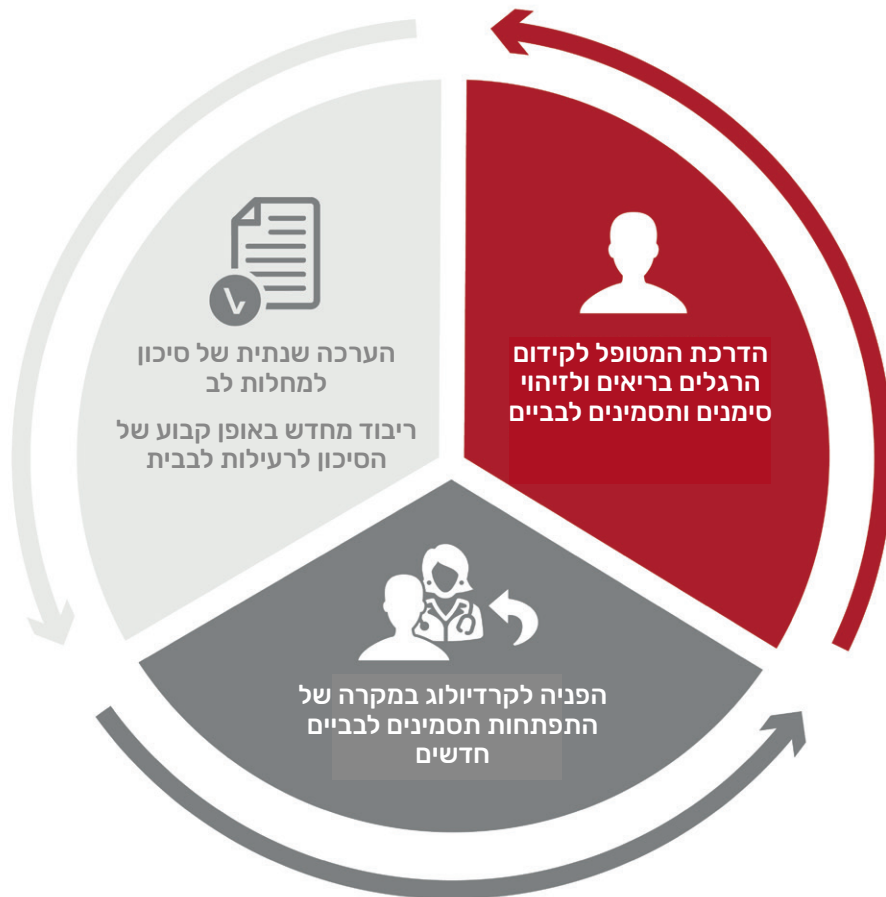 הדרכת המטופל לקידום
הרגלים בריאים ולזיהוי
סימנים ותסמינים לבביים
הערכה שנתית של סיכון
למחלות לב
ריבוד מחדש באופן קבוע של
הסיכון לרעילות לבבית
הפניה לקרדיולוג במקרה של
התפתחות תסמינים לבביים
חדשים